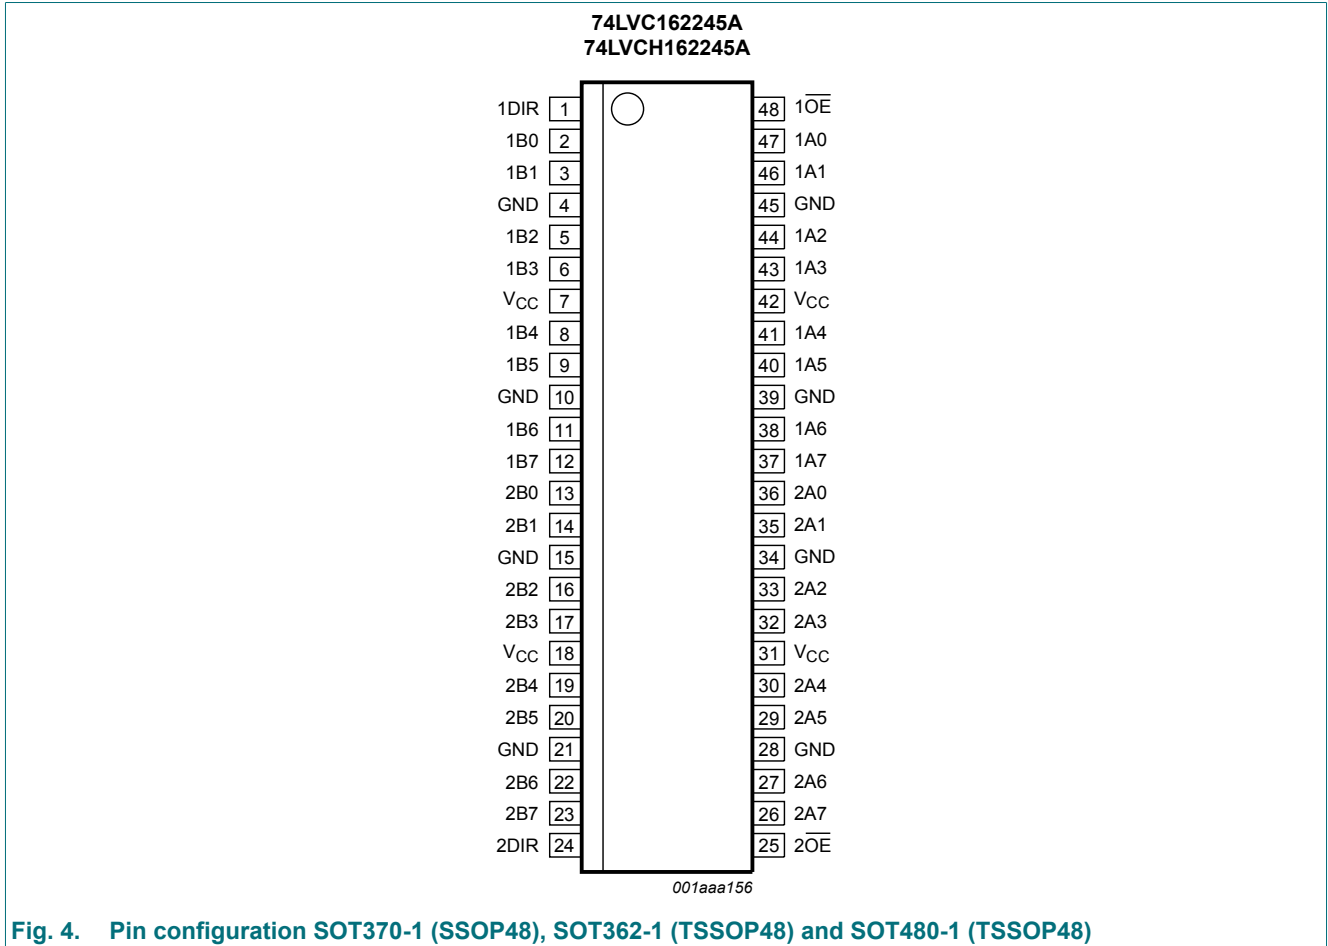 74LVC162245A
74LVCH162245A
1DIR 1 48 1O̅E̅
1B0 2 47 1A0
1B1 3 46 1A1
GND 4 45 GND
1B2 5 44 1A2
1B3 6 43 1A3
VCC 7 42 VCC
1B4 8 41 1A4
1B5 9 40 1A5
GND 10 39 GND
1B6 11 38 1A6
1B7 12 37 1A7
2B0 13 36 2A0
2B1 14 35 2A1
GND 15 34 GND
2B2 16 33 2A2
2B3 17 32 2A3
VCC 18 31 VCC
2B4 19 30 2A4
2B5 20 29 2A5
GND 21 28 GND
2B6 22 27 2A6
2B7 23 26 2A7
2DIR 24 25 2O̅E̅
001aaa156
Fig. 4. Pin configuration SOT370-1 (SSOP48), SOT362-1 (TSSOP48) and SOT480-1 (TSSOP48)